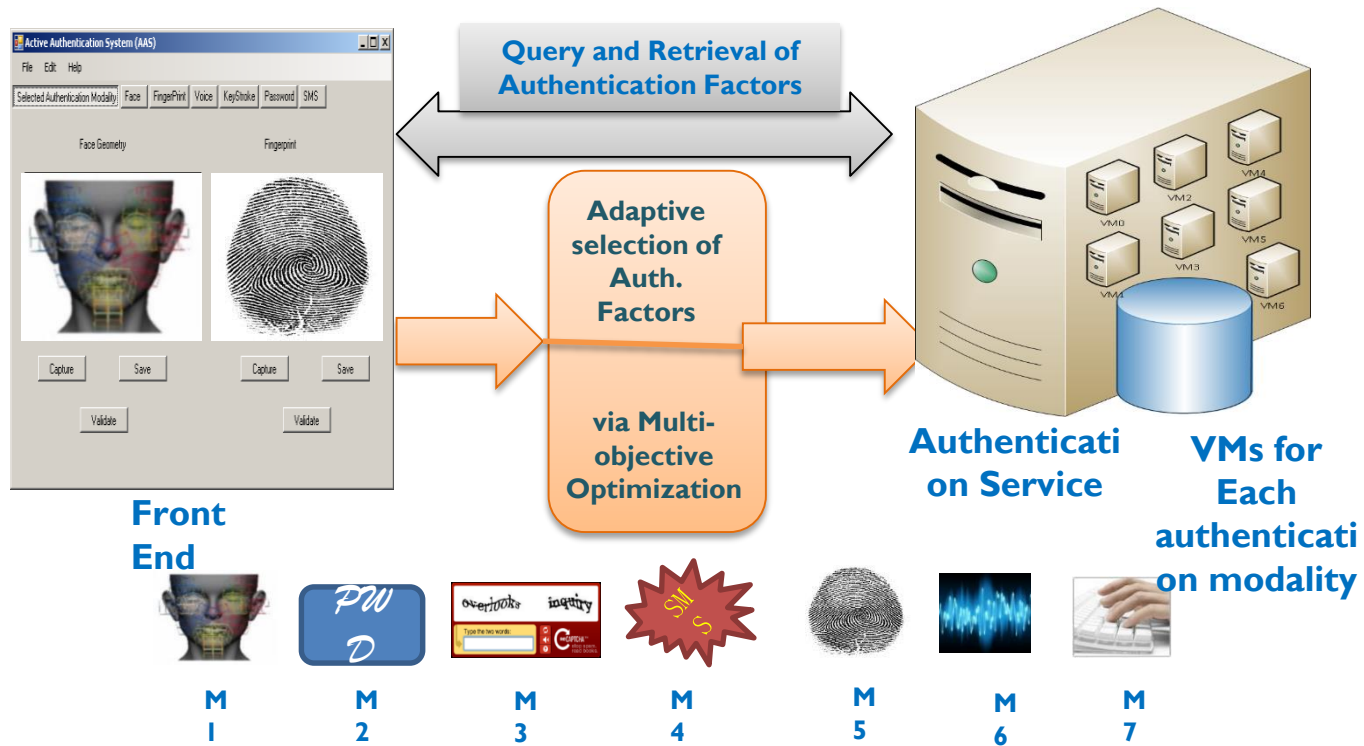 Active Authentication System (AAS)
File Edit Help
Selected Authentication Modality Face FingerPrint Voice KeyStroke Password SMS
Face Geometry Fingerprint
Capture Save Capture Save
Validate Validate
Front
End
Query and Retrieval of
Authentication Factors
Adaptive
selection of
Auth.
Factors
via Multi-
objective
Optimization
VM0
VM2
VM4
VM1
VM3
VM5
VM6
Authenticati
on Service
VMs for
Each
authenticati
on modality
PW
D
overlooks inquiry
Type the two words:
SM
S
M
1
M
2
M
3
M
4
M
5
M
6
M
7